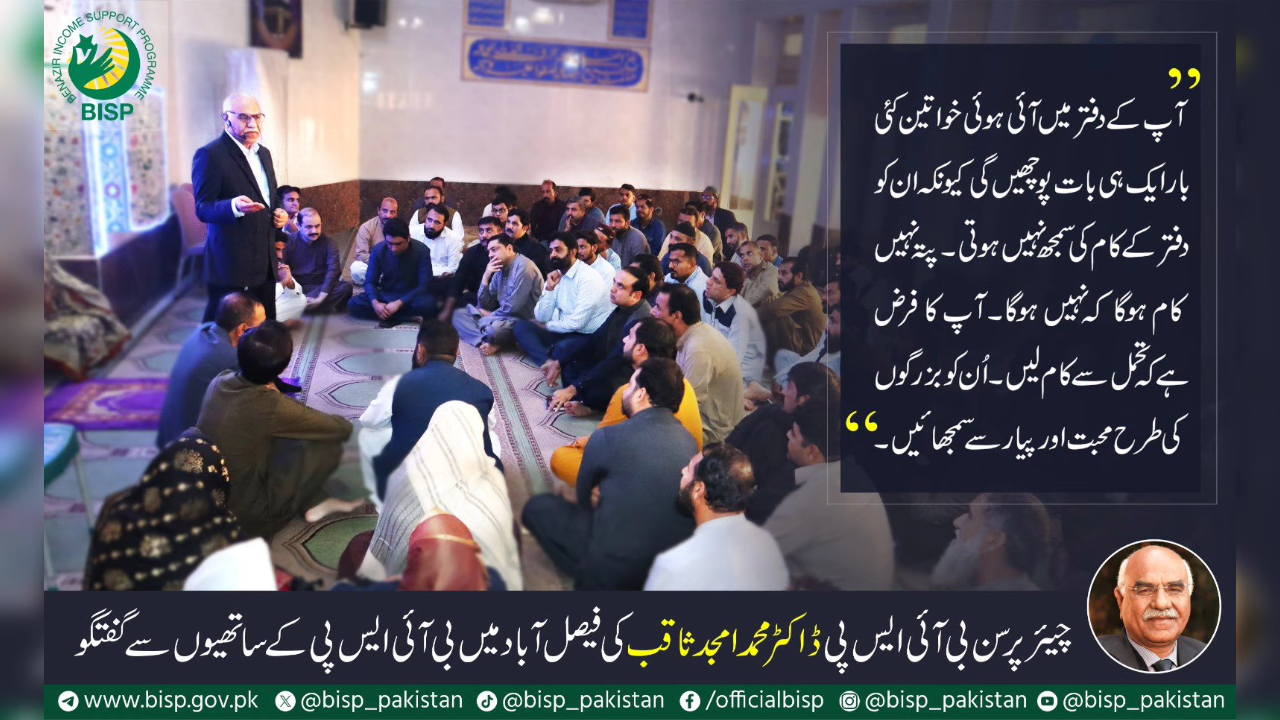 BENAZIR INCOME SUPPORT PROGRAMME
BISP
آپ کے دفتر میں آئی ہوئی خواتین کئی
بار ایک ہی بات پوچھیں گی کیونکہ ان کو
دفتر کے کام کی سمجھ نہیں ہوتی۔ پتہ نہیں
کام ہوگا کہ نہیں ہوگا۔ آپ کا فرض
ہے کہ تحمل سے کام لیں۔ اُن کو بزرگوں
کی طرح محبت اور پیار سے سمجھائیں۔
چیئرپرسن بی آئی ایس پی ڈاکٹر محمد امجد ثاقب کی فیصل آباد میں بی آئی ایس پی کے ساتھیوں سے گفتگو
www.bisp.gov.pk @bisp_pakistan @bisp_pakistan /officialbisp @bisp_pakistan @bisp_pakistan